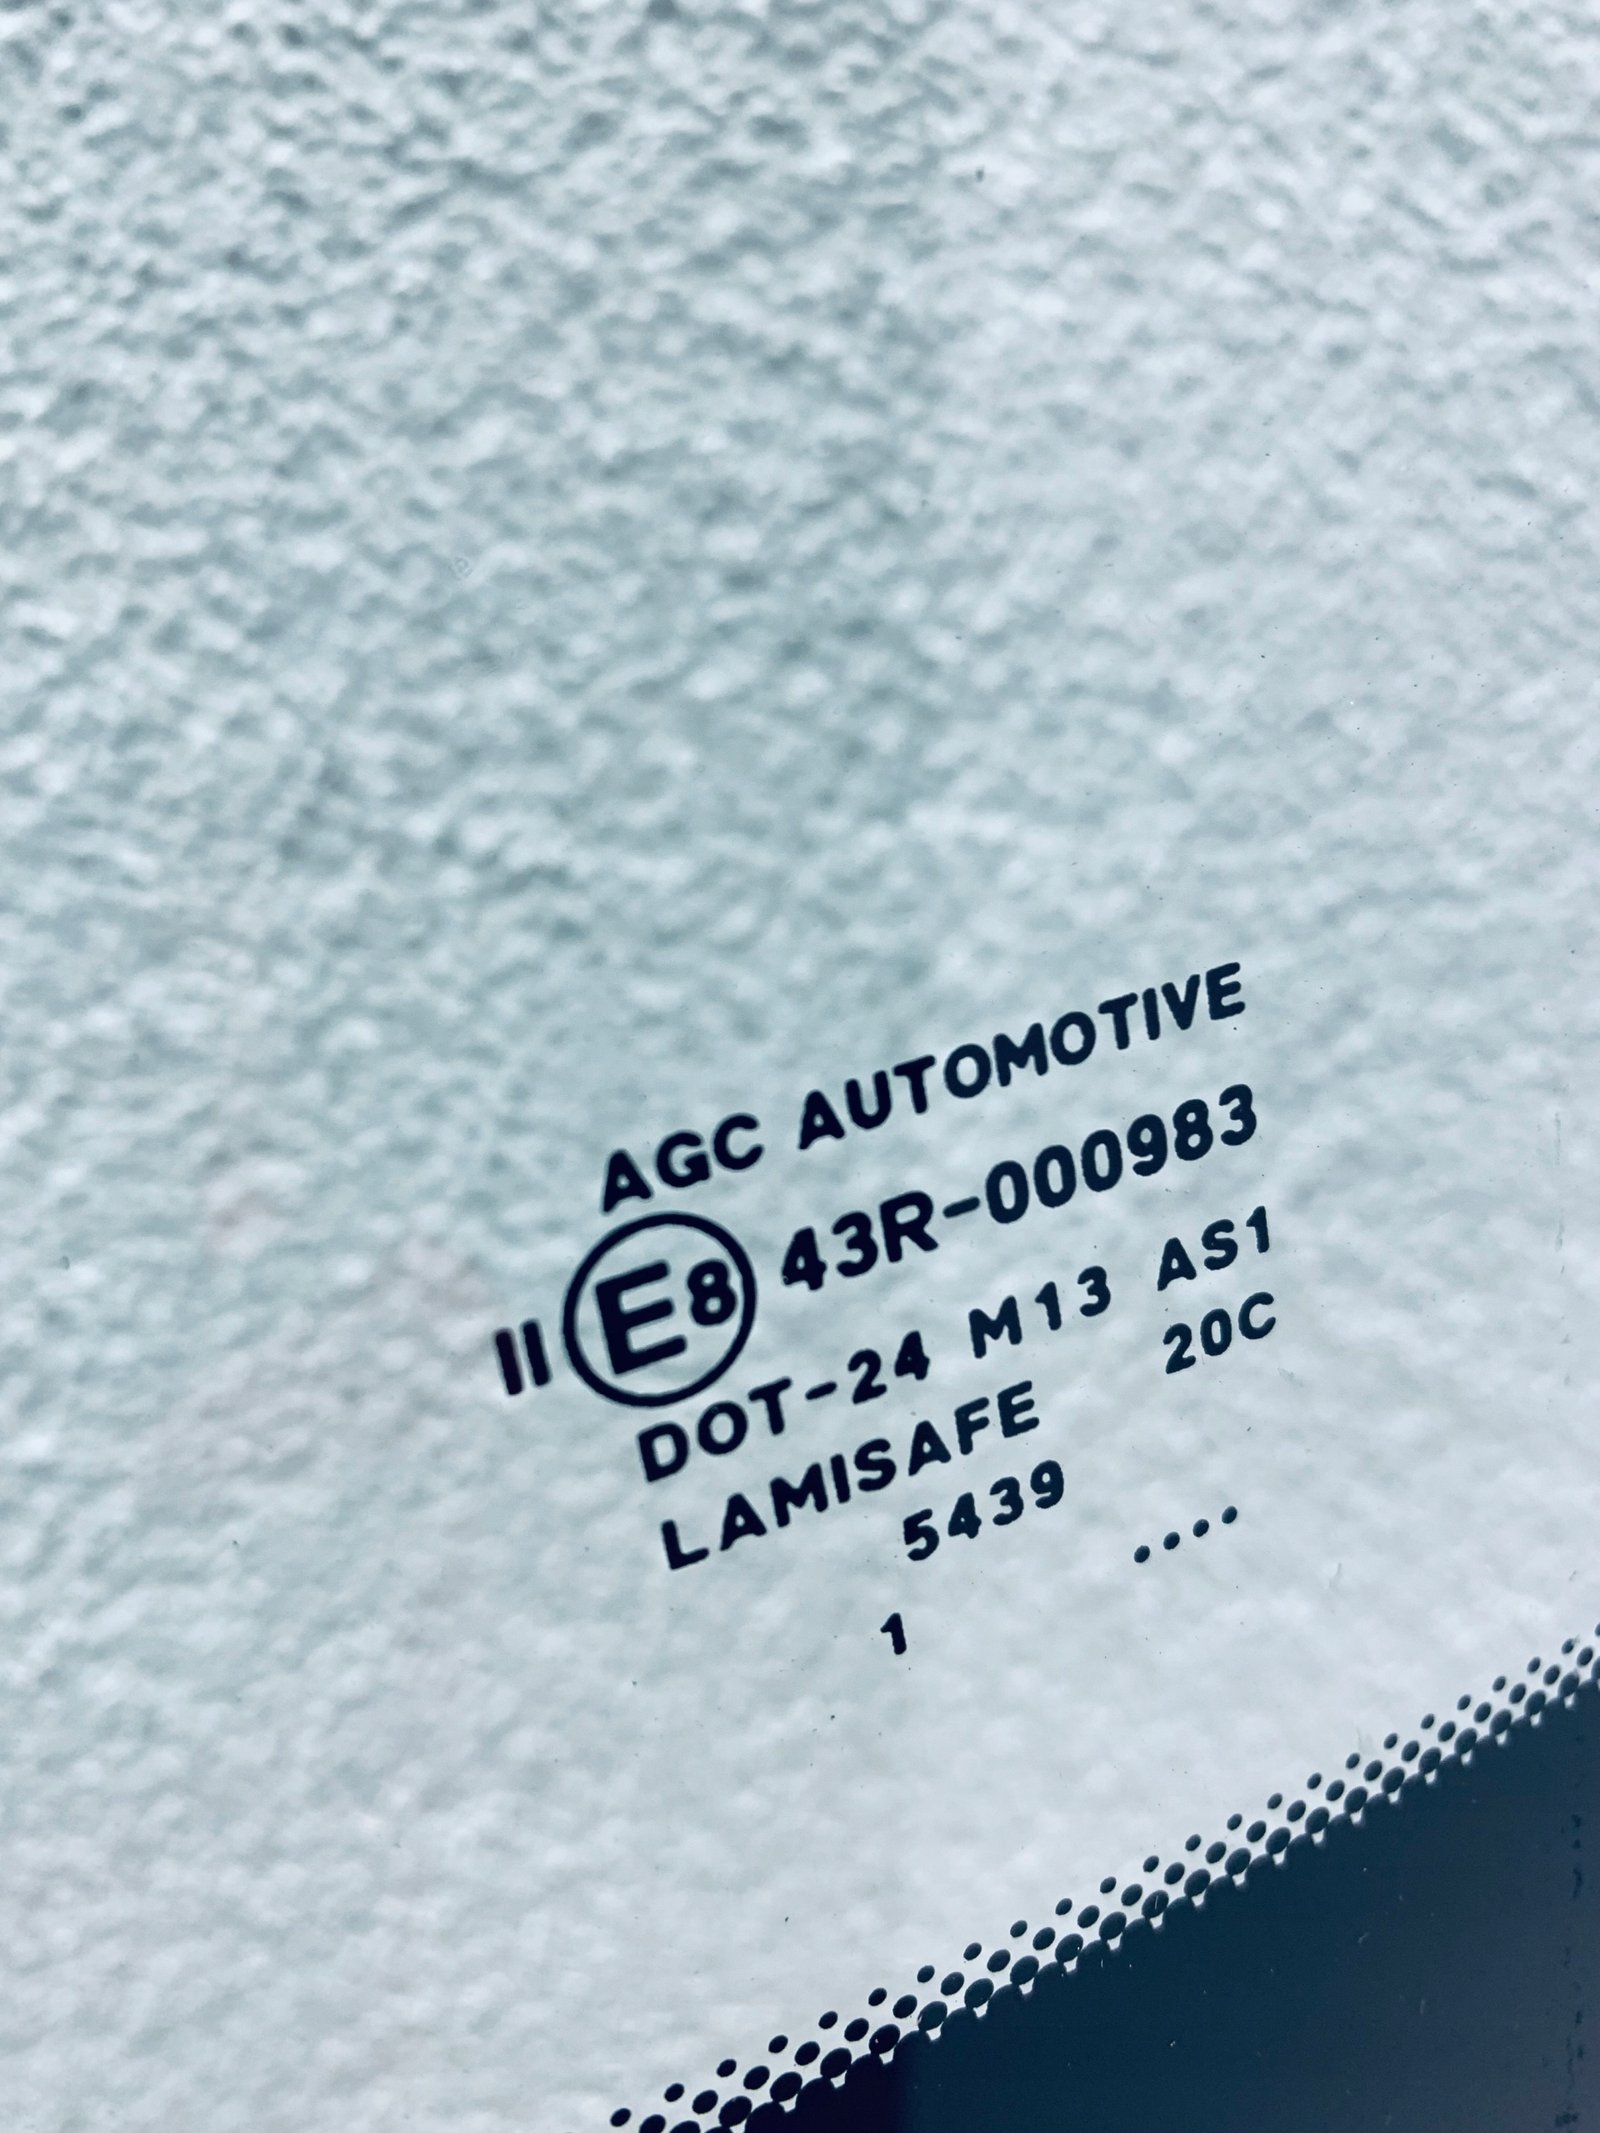 AGC AUTOMOTIVE
II E8 43R-000983
DOT-24 M13 AS1
LAMISAFE 20C
5439
....
1